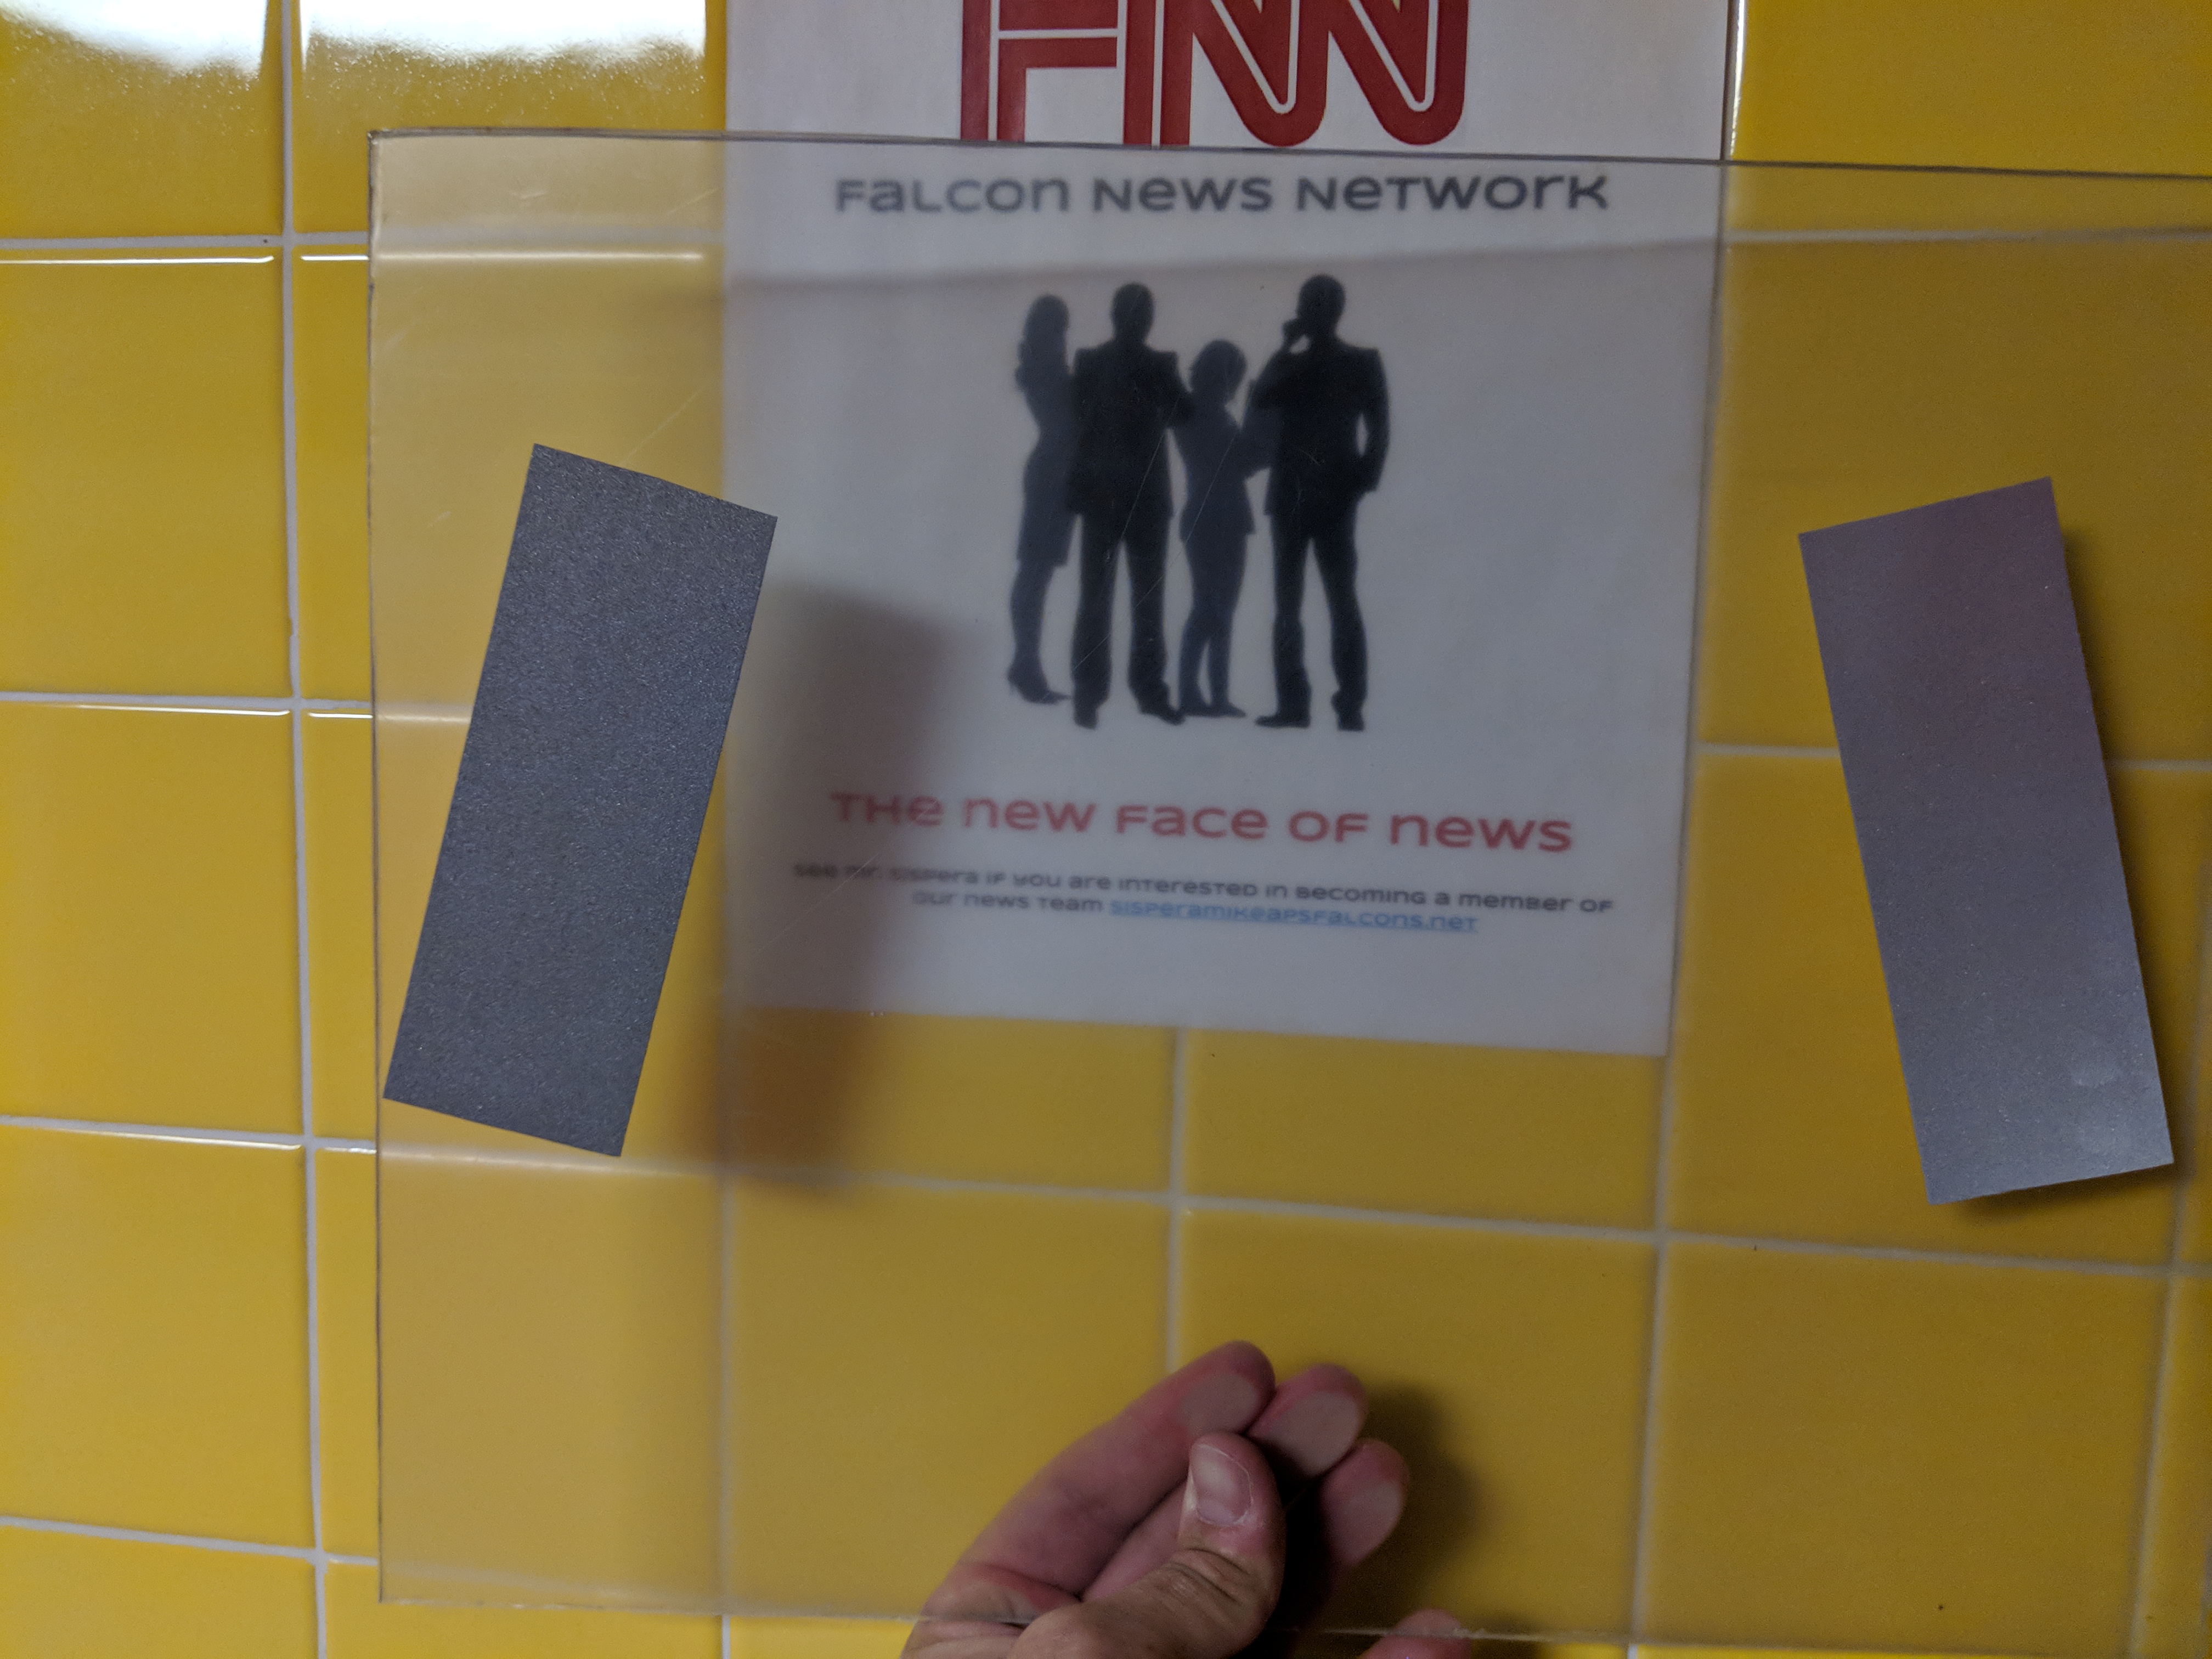 FNN
Falcon News Network
The new face of news
see mr. sispera if you are interested in becoming a member of
our news team sisperamike@psfalcons.net